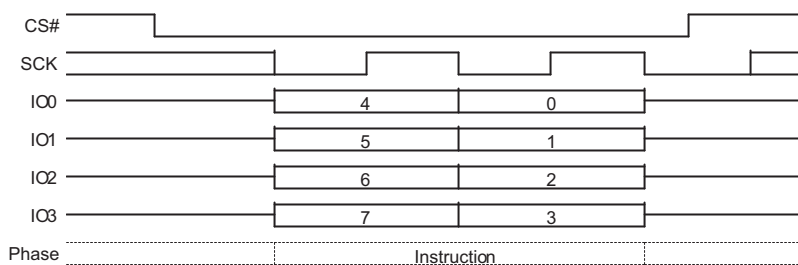 CS#
SCK
IO0 4 0
IO1 5 1
IO2 6 2
IO3 7 3
Phase Instruction